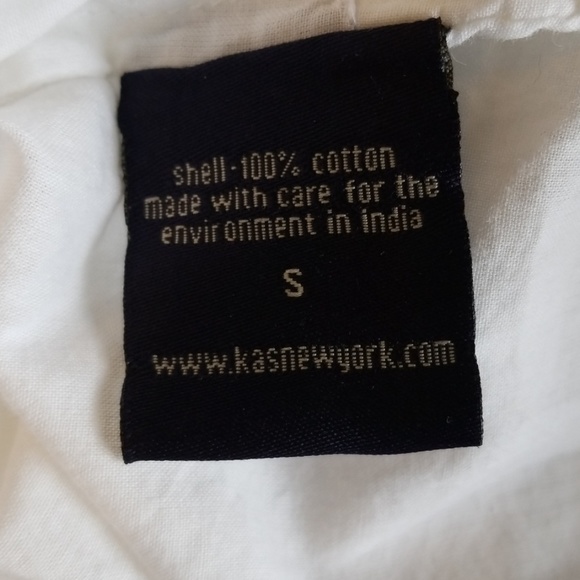 shell-100% cotton
made with care for the
environment in india
S
www.kasnewyork.com